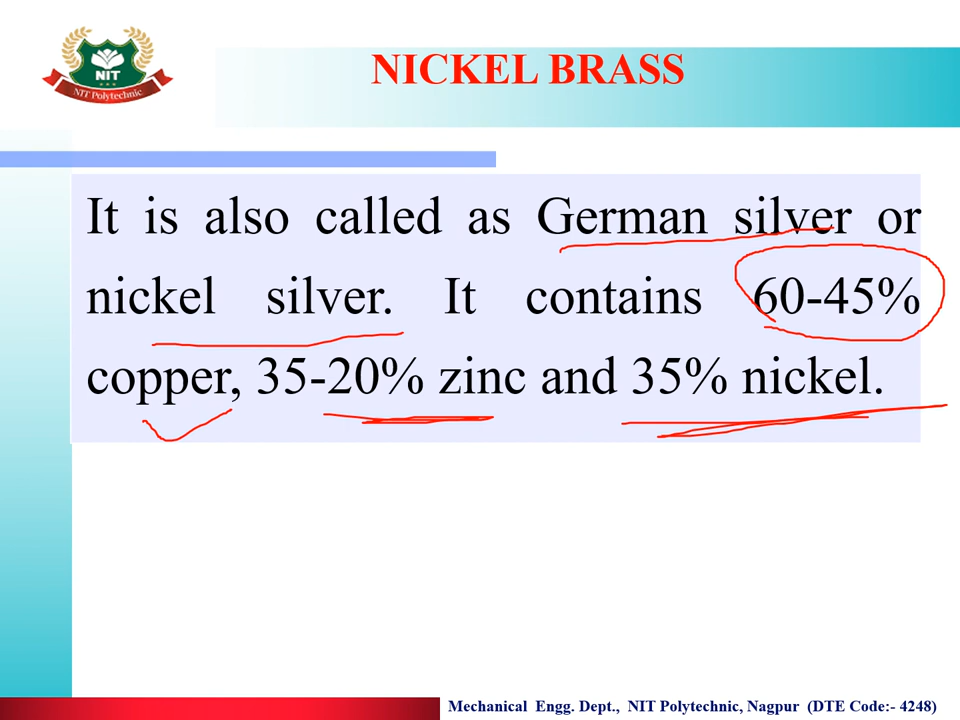 NIT
NIT Polytechnic
NICKEL BRASS
It is also called as German silver or
nickel silver. It contains 60-45%
copper, 35-20% zinc and 35% nickel.
Mechanical Engg. Dept., NIT Polytechnic, Nagpur (DTE Code:- 4248)